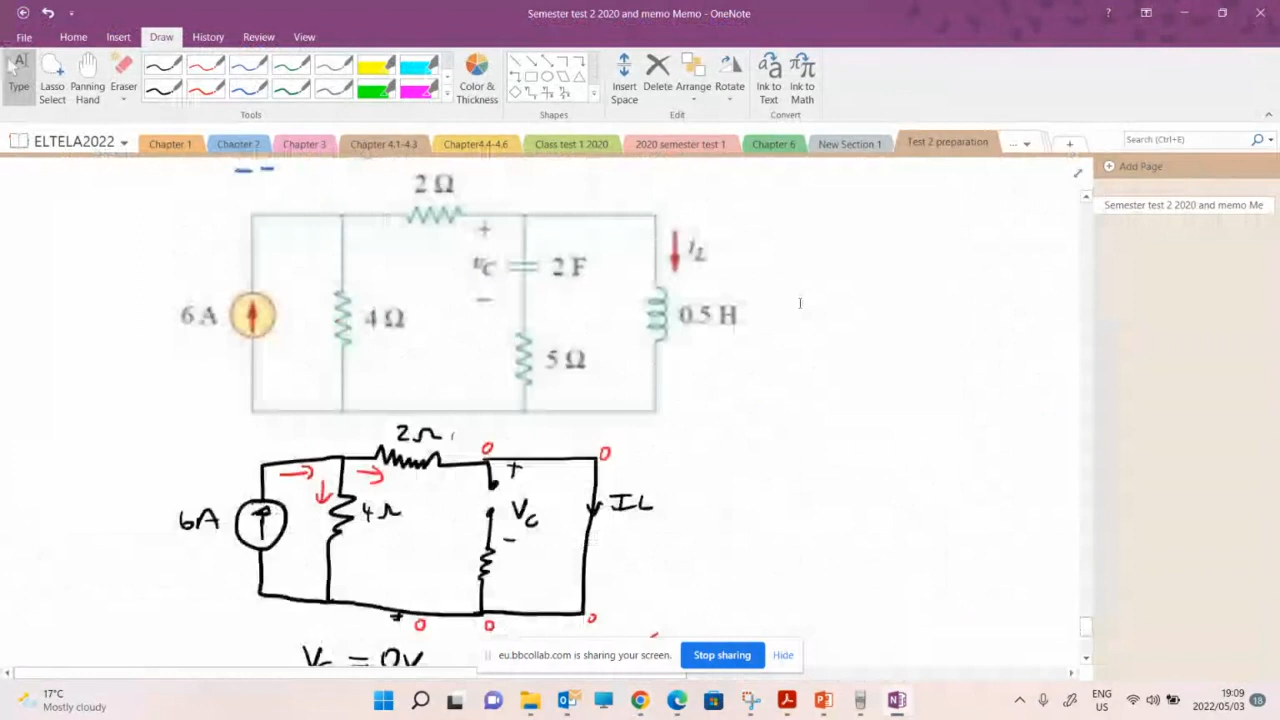 Semester test 2 2020 and memo Memo - OneNote
File Home Insert Draw History Review View
Type Lasso Select Panning Hand Eraser Color & Thickness Insert Space Delete Arrange Rotate Ink to Text Ink to Math
Tools Shapes Edit Convert
ELTELA2022 Chapter 1 Chapter 2 Chapter 3 Chapter 4.1-4.3 Chapter4.4-4.6 Class test 1 2020 2020 semester test 1 Chapter 6 New Section 1 Test 2 preparation ... + Search (Ctrl+E)
Add Page
Semester test 2 2020 and memo Me
2 Ω
+
vC 2 F iL
−
6 A 4 Ω 0.5 H
5 Ω
2Ω
0 0
+
6A 4Ω Vc IL
-
0 0 0
= 0V
eu.bbcollab.com is sharing your screen. Stop sharing Hide
17°C
Mostly cloudy
ENG
US
19:09
2022/05/03
18